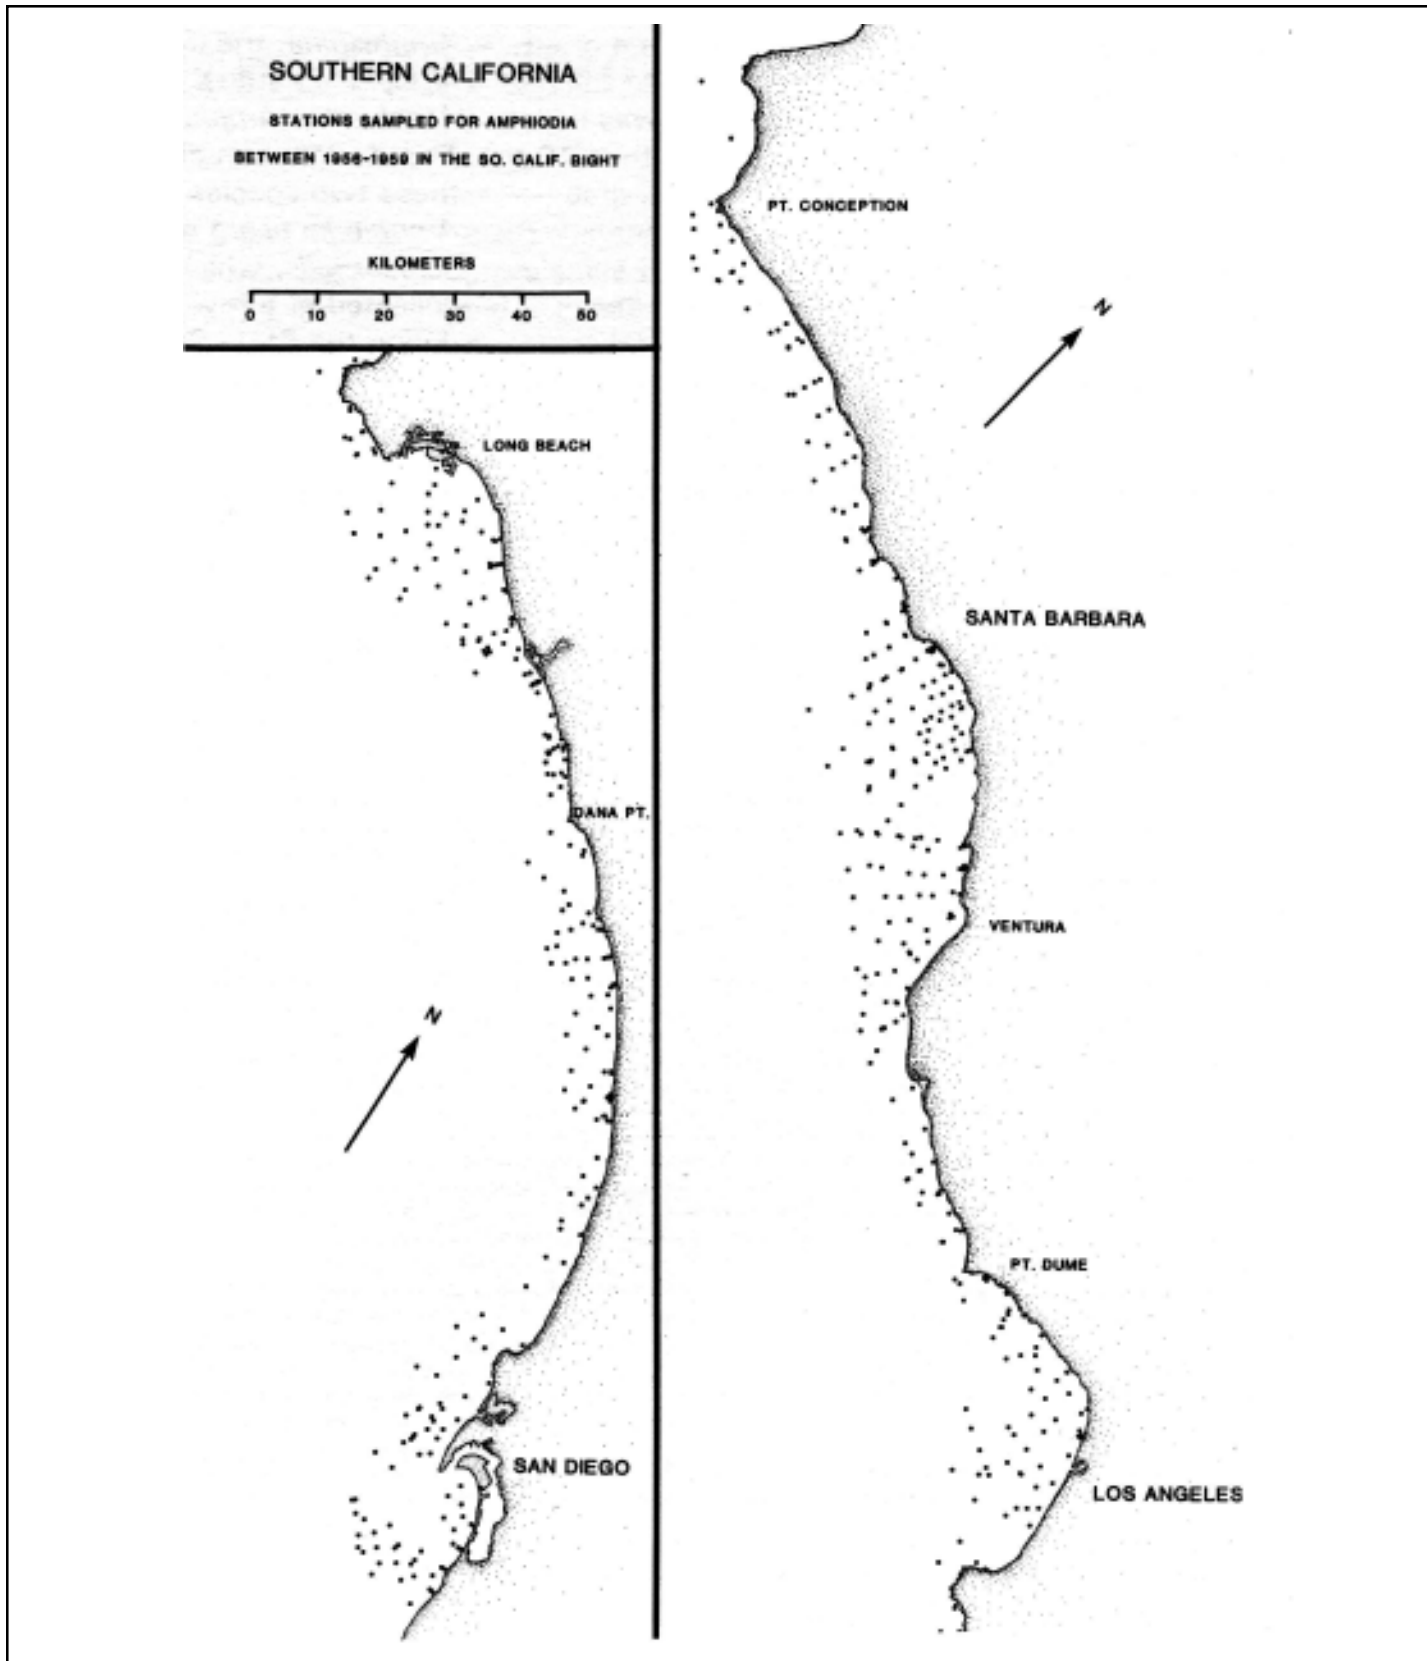 SOUTHERN CALIFORNIA
STATIONS SAMPLED FOR AMPHIODIA
BETWEEN 1956-1959 IN THE SO. CALIF. BIGHT
KILOMETERS
0 10 20 30 40 50
LONG BEACH
DANA PT.
N
SAN DIEGO
PT. CONCEPTION
N
SANTA BARBARA
VENTURA
PT. DUME
LOS ANGELES